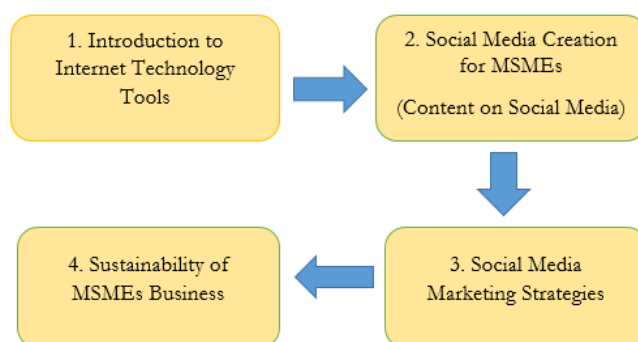 1. Introduction to
Internet Technology
Tools
2. Social Media Creation
for MSMEs
(Content on Social Media)
3. Social Media
Marketing Strategies
4. Sustainability of
MSMEs Business